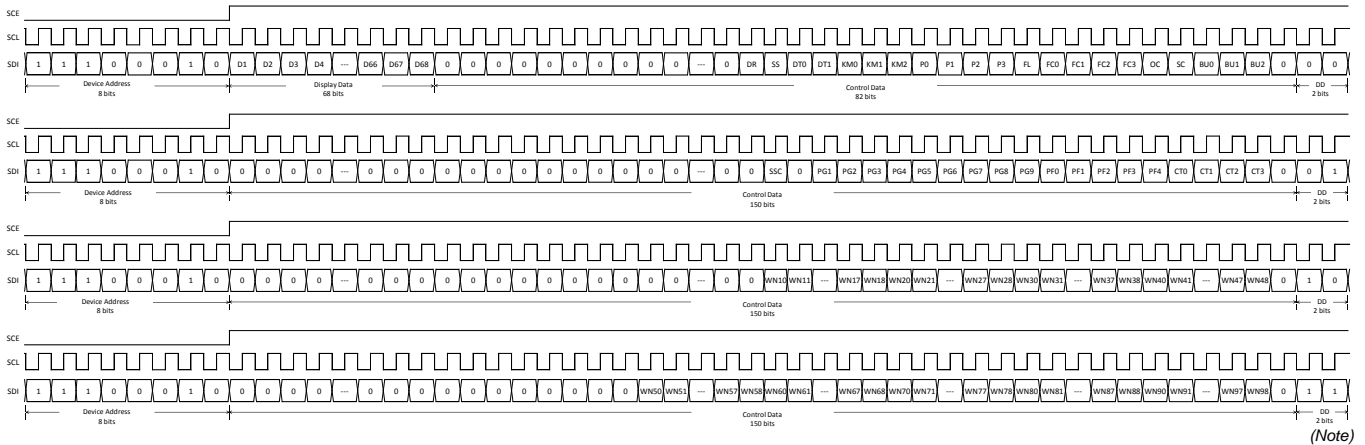 SCE
SCL
SDI 1 1 1 0 0 0 1 0 D1 D2 D3 D4 --- D66 D67 D68 0 0 0 0 0 0 0 0 0 0 --- 0 DR SS DT0 DT1 KM0 KM1 KM2 P0 P1 P2 P3 FL FC0 FC1 FC2 FC3 OC SC BU0 BU1 BU2 0 0 0
Device Address Display Data Control Data DD
8 bits 68 bits 82 bits 2 bits
SCE
SCL
SDI 1 1 1 0 0 0 1 0 0 0 0 0 --- 0 0 0 0 0 0 0 0 0 0 0 0 0 --- 0 0 SSC 0 PG1 PG2 PG3 PG4 PG5 PG6 PG7 PG8 PG9 PF0 PF1 PF2 PF3 PF4 CT0 CT1 CT2 CT3 0 0 1
Device Address Control Data DD
8 bits 150 bits 2 bits
SCE
SCL
SDI 1 1 1 0 0 0 1 0 0 0 0 0 --- 0 0 0 0 0 0 0 0 0 0 0 0 0 --- 0 0 WN10 WN11 --- WN17 WN18 WN20 WN21 --- WN27 WN28 WN30 WN31 --- WN37 WN38 WN40 WN41 --- WN47 WN48 0 1 0
Device Address Control Data DD
8 bits 150 bits 2 bits
SCE
SCL
SDI 1 1 1 0 0 0 1 0 0 0 0 0 --- 0 0 0 0 0 0 0 0 0 0 0 WN50 WN51 --- WN57 WN58 WN60 WN61 --- WN67 WN68 WN70 WN71 --- WN77 WN78 WN80 WN81 --- WN87 WN88 WN90 WN91 --- WN97 WN98 0 1 1
Device Address Control Data DD
8 bits 150 bits 2 bits
(Note)